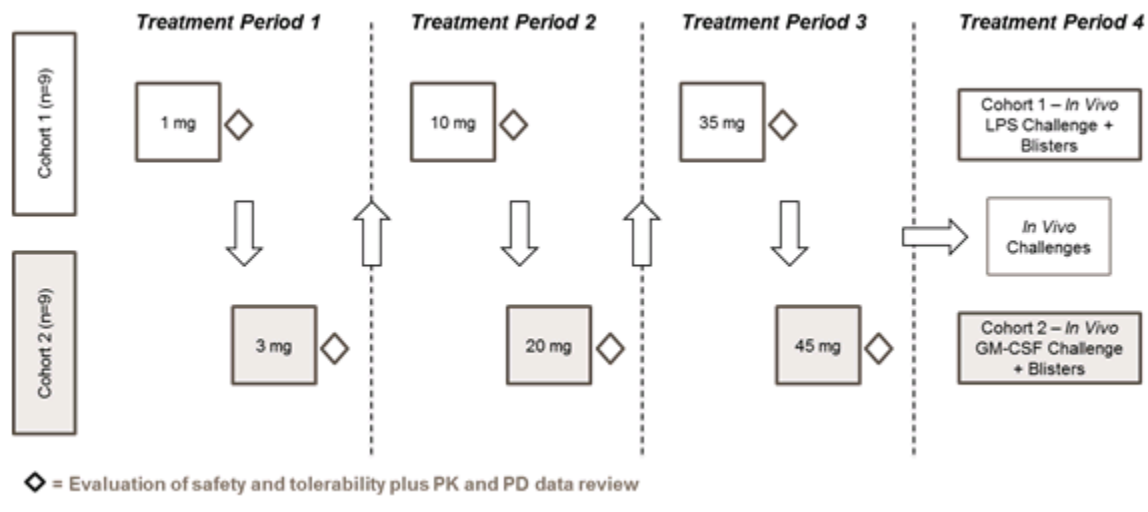 Treatment Period 1
Treatment Period 2
Treatment Period 3
Treatment Period 4
Cohort 1 (n=9)
1 mg
10 mg
35 mg
Cohort 1 – In Vivo
LPS Challenge +
Blisters
In Vivo
Challenges
Cohort 2 (n=9)
3 mg
20 mg
45 mg
Cohort 2 – In Vivo
GM-CSF Challenge
+ Blisters
= Evaluation of safety and tolerability plus PK and PD data review